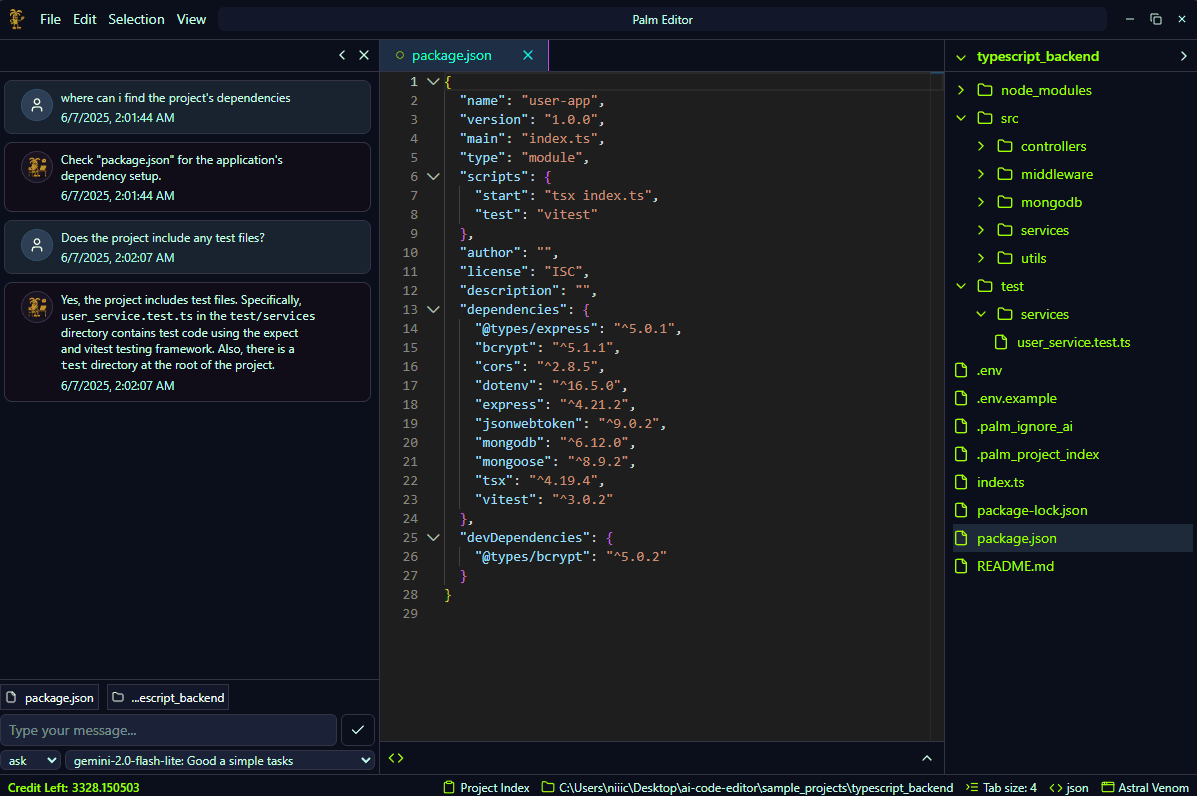 File Edit Selection View
Palm Editor
where can i find the project's dependencies
6/7/2025, 2:01:44 AM
Check "package.json" for the application's
dependency setup.
6/7/2025, 2:01:44 AM
Does the project include any test files?
6/7/2025, 2:02:07 AM
Yes, the project includes test files. Specifically,
user_service.test.ts in the test/services
directory contains test code using the expect
and vitest testing framework. Also, there is a
test directory at the root of the project.
6/7/2025, 2:02:07 AM
package.json
...escript_backend
Type your message...
ask
gemini-2.0-flash-lite: Good a simple tasks
package.json
1 {
2 "name": "user-app",
3 "version": "1.0.0",
4 "main": "index.ts",
5 "type": "module",
6 "scripts": {
7 "start": "tsx index.ts",
8 "test": "vitest"
9 },
10 "author": "",
11 "license": "ISC",
12 "description": "",
13 "dependencies": {
14 "@types/express": "^5.0.1",
15 "bcrypt": "^5.1.1",
16 "cors": "^2.8.5",
17 "dotenv": "^16.5.0",
18 "express": "^4.21.2",
19 "jsonwebtoken": "^9.0.2",
20 "mongodb": "^6.12.0",
21 "mongoose": "^8.9.2",
22 "tsx": "^4.19.4",
23 "vitest": "^3.0.2"
24 },
25 "devDependencies": {
26 "@types/bcrypt": "^5.0.2"
27 }
28 }
29
typescript_backend
node_modules
src
controllers
middleware
mongodb
services
utils
test
services
user_service.test.ts
.env
.env.example
.palm_ignore_ai
.palm_project_index
index.ts
package-lock.json
package.json
README.md
Credit Left: 3328.150503
Project Index
C:\Users\niiic\Desktop\ai-code-editor\sample_projects\typescript_backend
Tab size: 4
json
Astral Venom